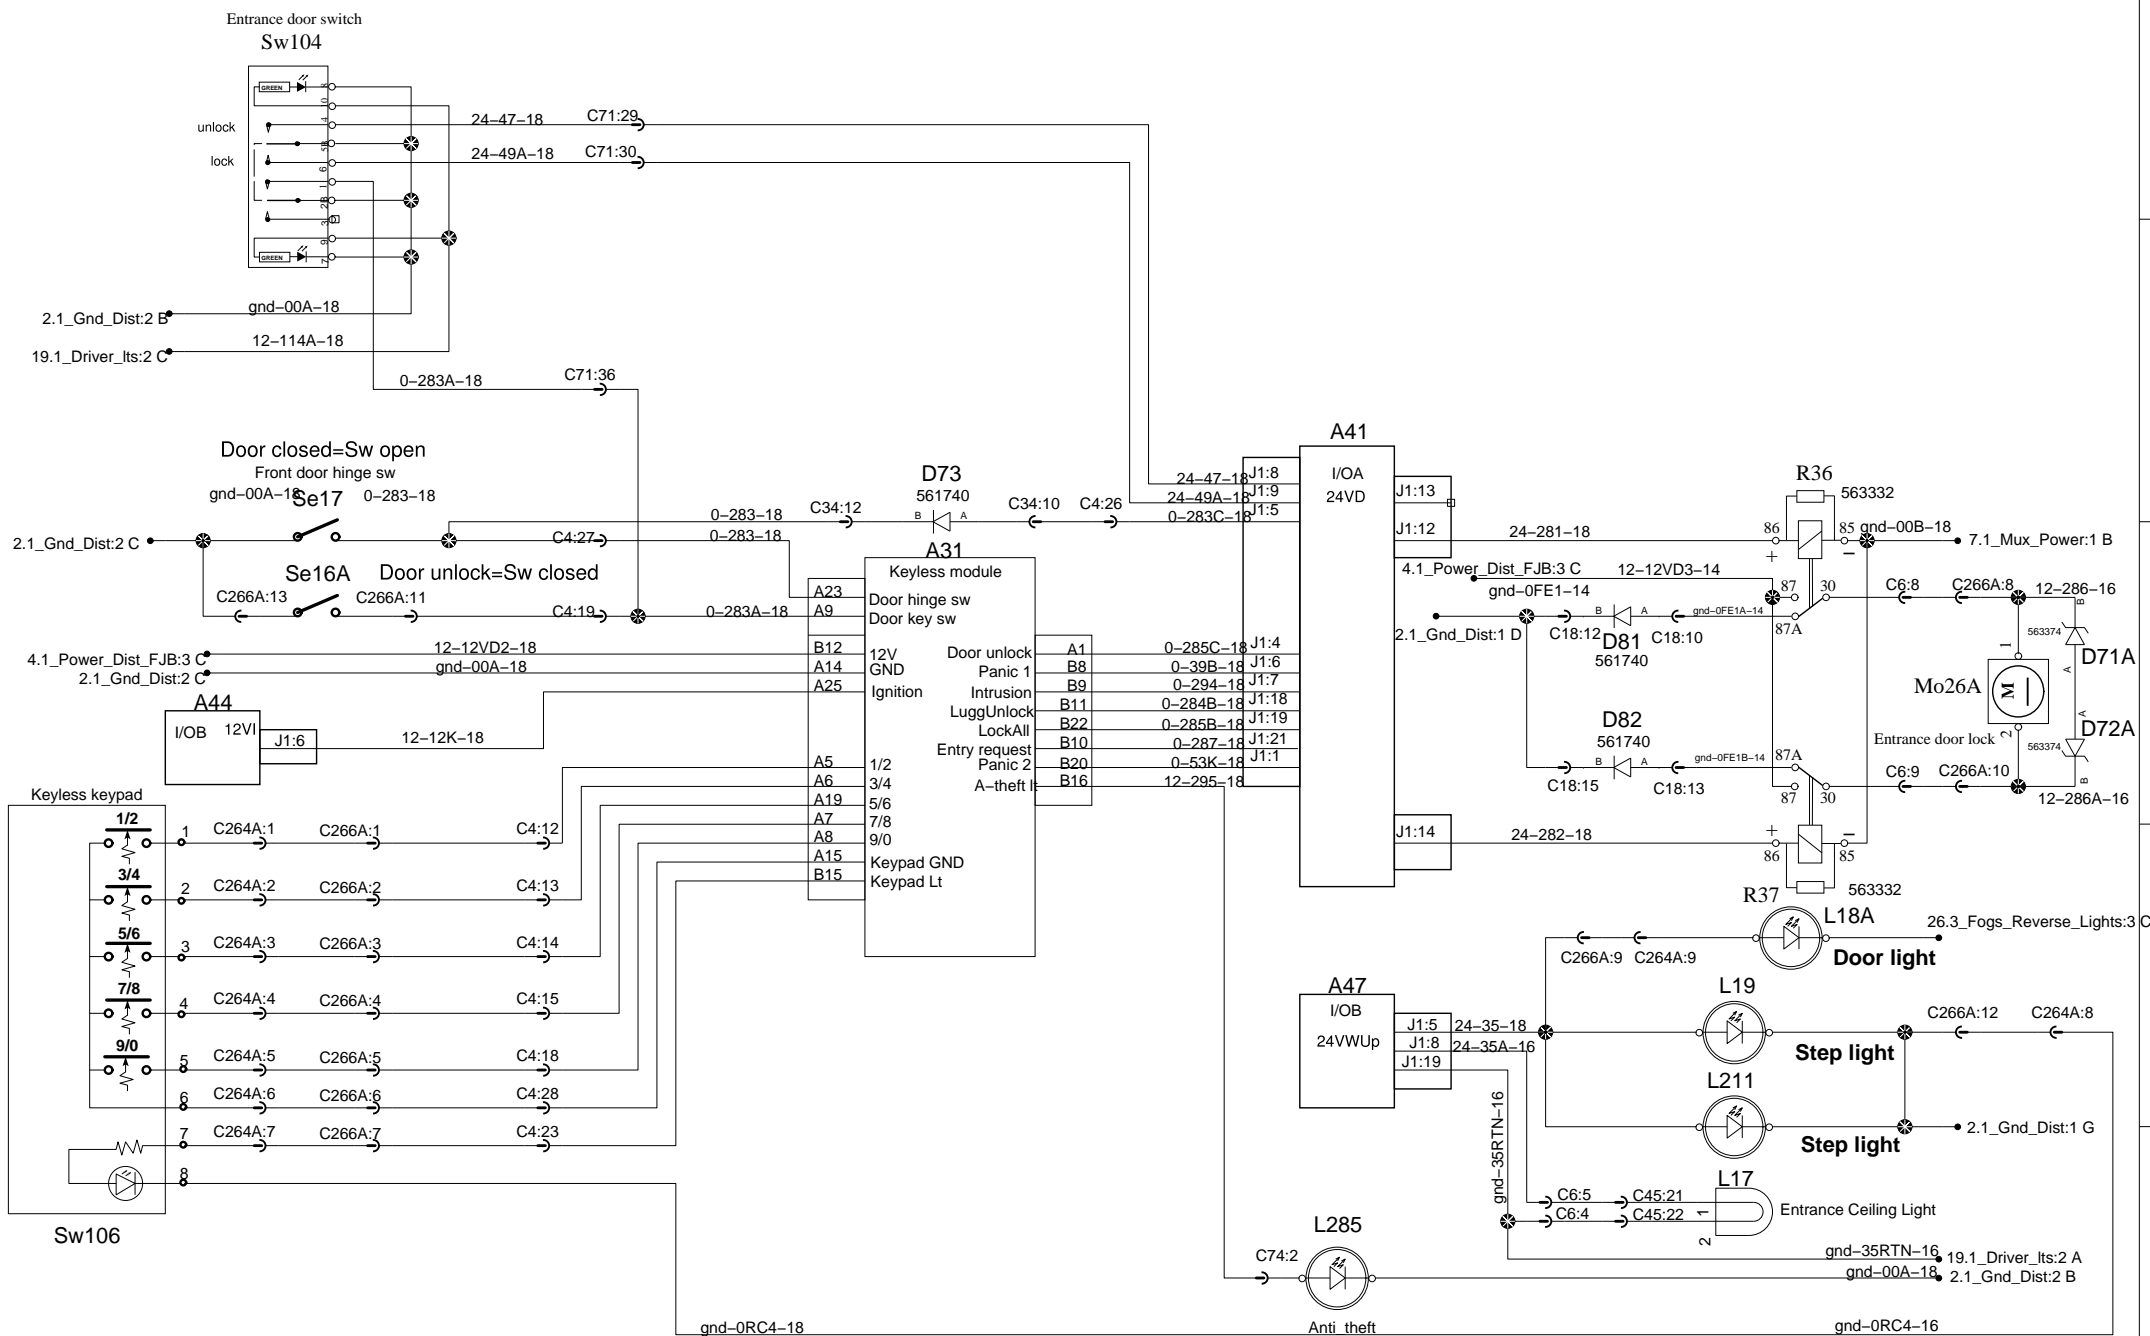 Entrance door switch
Sw104
GREEN
8
10
unlock
4
24-47-18
C71:29
5B
lock
6
24-49A-18
C71:30
1
2B
3
9
GREEN
7
2.1_Gnd_Dist:2 B
gnd-00A-18
19.1_Driver_lts:2 C
12-114A-18
0-283A-18
C71:36
Door closed=Sw open
Front door hinge sw
gnd-00A-18
Se17
0-283-18
2.1_Gnd_Dist:2 C
C4:27
0-283-18
0-283-18
C34:12
D73
561740
B
A
C34:10
C4:26
0-283C-18
Se16A
Door unlock=Sw closed
C266A:13
C266A:11
C4:19
0-283A-18
A31
Keyless module
A23
Door hinge sw
A9
Door key sw
4.1_Power_Dist_FJB:3 C
12-12VD2-18
B12
12V
2.1_Gnd_Dist:2 C
gnd-00A-18
A14
GND
A25
Ignition
A44
I/OB
12VI
J1:6
12-12K-18
Door unlock
A1
0-285C-18
J1:4
Panic 1
B8
0-39B-18
J1:6
Intrusion
B9
0-294-18
J1:7
LuggUnlock
B11
0-284B-18
J1:18
LockAll
B22
0-285B-18
J1:19
Entry request
B10
0-287-18
J1:21
Panic 2
B20
0-53K-18
J1:1
A-theft lt
B16
12-295-18
A5
1/2
A6
3/4
A19
5/6
A7
7/8
A8
9/0
A15
Keypad GND
B15
Keypad Lt
Keyless keypad
1/2
1
C264A:1
C266A:1
C4:12
3/4
2
C264A:2
C266A:2
C4:13
5/6
3
C264A:3
C266A:3
C4:14
7/8
4
C264A:4
C266A:4
C4:15
9/0
5
C264A:5
C266A:5
C4:18
6
C264A:6
C266A:6
C4:28
7
C264A:7
C266A:7
C4:23
8
Sw106
gnd-0RC4-18
A41
I/OA
24VD
24-47-18
J1:8
24-49A-18
J1:9
J1:5
J1:13
J1:12
24-281-18
J1:14
24-282-18
R36
563332
86
85
+
−
gnd-00B-18
7.1_Mux_Power:1 B
4.1_Power_Dist_FJB:3 C
12-12VD3-14
gnd-0FE1-14
2.1_Gnd_Dist:1 D
87
30
87A
C18:12
B
A
D81
561740
C18:10
gnd-0FE1A-14
C6:8
C266A:8
12-286-16
B
563374
D71A
A
1
M
Mo26A
2
Entrance door lock
A
D72A
563374
B
D82
561740
B
A
C18:15
C18:13
gnd-0FE1B-14
87A
87
30
C6:9
C266A:10
12-286A-16
+
−
86
85
563332
R37
L18A
26.3_Fogs_Reverse_Lights:3 C
C266A:9
C264A:9
Door light
A47
I/OB
24VWUp
J1:5
24-35-18
J1:8
24-35A-16
J1:19
gnd-35RTN-16
L19
Step light
C266A:12
C264A:8
L211
Step light
2.1_Gnd_Dist:1 G
L17
C6:5
C45:21
C6:4
C45:22
1
2
Entrance Ceiling Light
gnd-35RTN-16
19.1_Driver_lts:2 A
L285
C74:2
gnd-00A-18
2.1_Gnd_Dist:2 B
Anti theft
gnd-0RC4-16